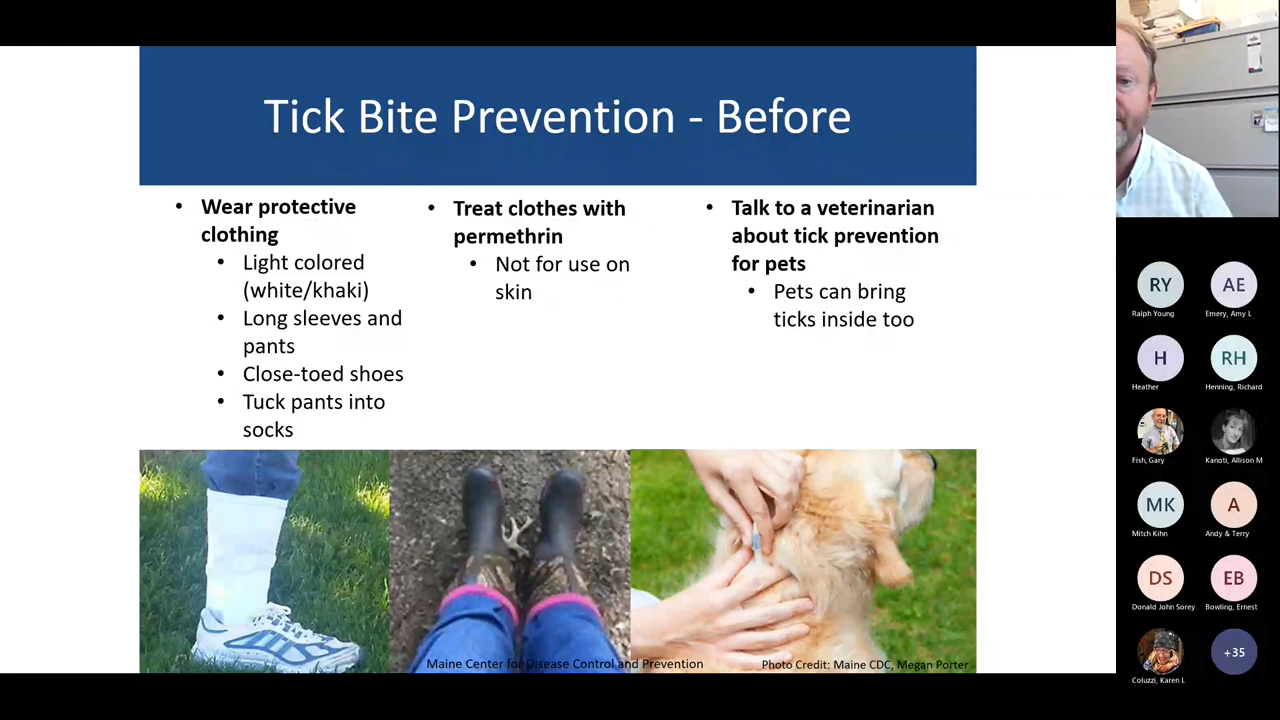 Tick Bite Prevention - Before
• Wear protective
clothing
• Light colored
(white/khaki)
• Long sleeves and
pants
• Close-toed shoes
• Tuck pants into
socks
• Treat clothes with
permethrin
• Not for use on
skin
• Talk to a veterinarian
about tick prevention
for pets
• Pets can bring
ticks inside too
Maine Center for Disease Control and Prevention
Photo Credit: Maine CDC, Megan Porter
RY
Ralph Young
AE
Emery, Amy L
H
Heather
RH
Henning, Richard
Fish, Gary
Kanoti, Allison M
MK
Mitch Kihn
A
Andy & Terry
DS
Donald John Sorey
EB
Bowling, Ernest
Coluzzi, Karen L
+35